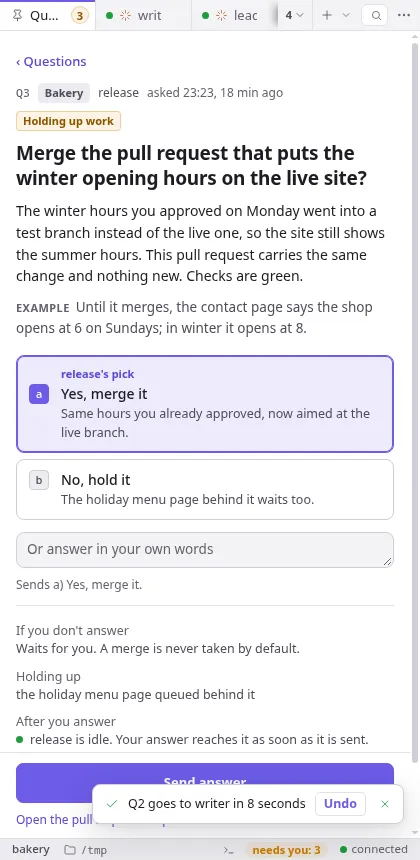 Qu... 3 writ leac 4
‹ Questions
Q3 Bakery release asked 23:23, 18 min ago
Holding up work
Merge the pull request that puts the
winter opening hours on the live site?
The winter hours you approved on Monday went into a
test branch instead of the live one, so the site still shows
the summer hours. This pull request carries the same
change and nothing new. Checks are green.
EXAMPLE Until it merges, the contact page says the shop
opens at 6 on Sundays; in winter it opens at 8.
release's pick
a Yes, merge it
Same hours you already approved, now aimed at the
live branch.
b No, hold it
The holiday menu page behind it waits too.
Or answer in your own words
Sends a) Yes, merge it.
If you don't answer
Waits for you. A merge is never taken by default.
Holding up
the holiday menu page queued behind it
After you answer
release is idle. Your answer reaches it as soon as it is sent.
Send answer
Q2 goes to writer in 8 seconds Undo
Open the pull
bakery /tmp needs you: 3 connected